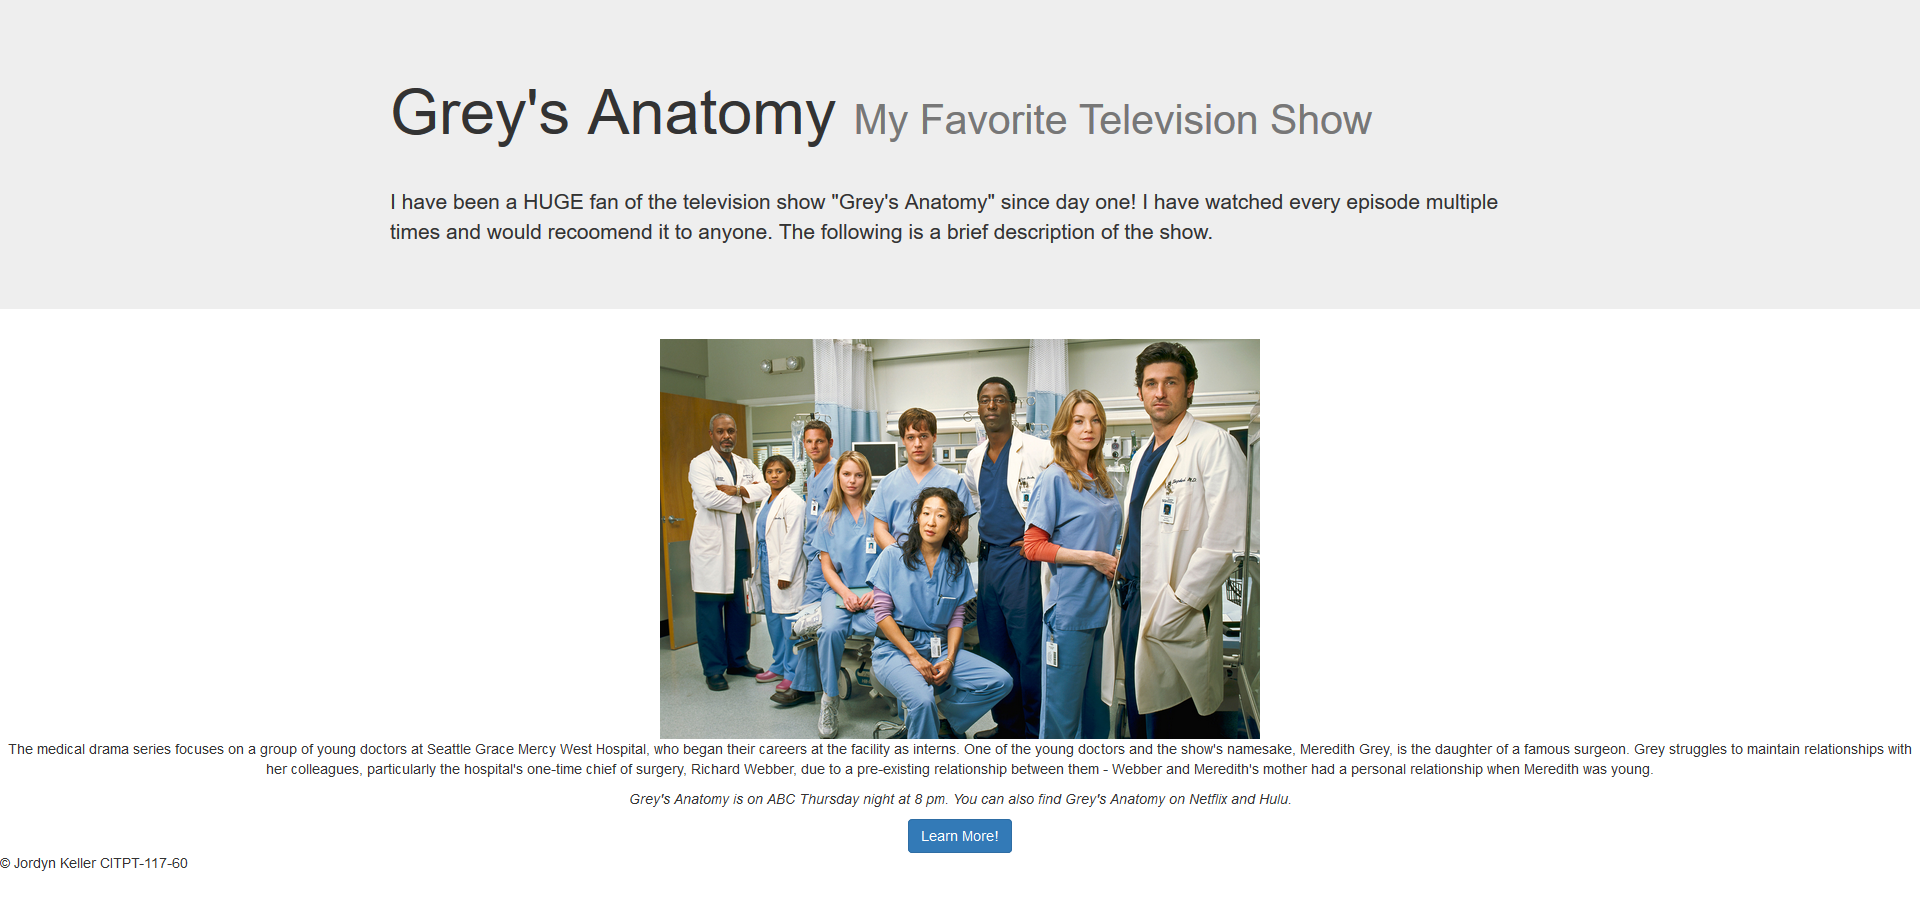 Grey's Anatomy My Favorite Television Show
I have been a HUGE fan of the television show "Grey's Anatomy" since day one! I have watched every episode multiple
times and would recoomend it to anyone. The following is a brief description of the show.
The medical drama series focuses on a group of young doctors at Seattle Grace Mercy West Hospital, who began their careers at the facility as interns. One of the young doctors and the show's namesake, Meredith Grey, is the daughter of a famous surgeon. Grey struggles to maintain relationships with
her colleagues, particularly the hospital's one-time chief of surgery, Richard Webber, due to a pre-existing relationship between them - Webber and Meredith's mother had a personal relationship when Meredith was young.
Grey's Anatomy is on ABC Thursday night at 8 pm. You can also find Grey's Anatomy on Netflix and Hulu.
Learn More!
© Jordyn Keller CITPT-117-60